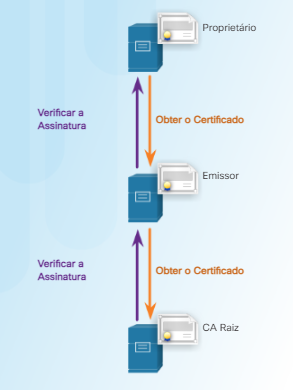 Proprietário
Verificar a
Assinatura
Obter o Certificado
Emissor
Verificar a
Assinatura
Obter o Certificado
CA Raiz